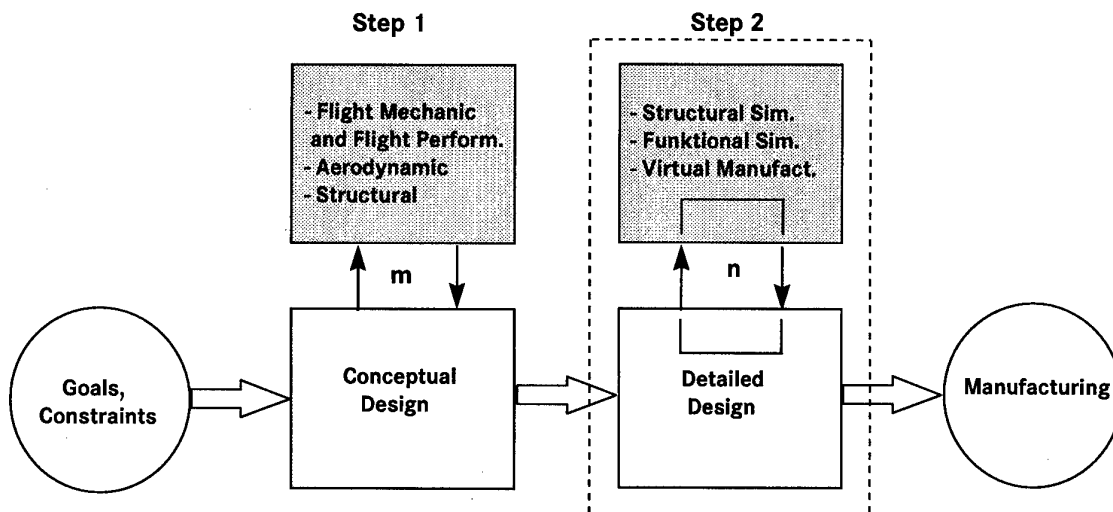 Step 1
Step 2
- Flight Mechanic
and Flight Perform.
- Aerodynamic
- Structural
- Structural Sim.
- Funktional Sim.
- Virtual Manufact.
m
n
Goals,
Constraints
Conceptual
Design
Detailed
Design
Manufacturing